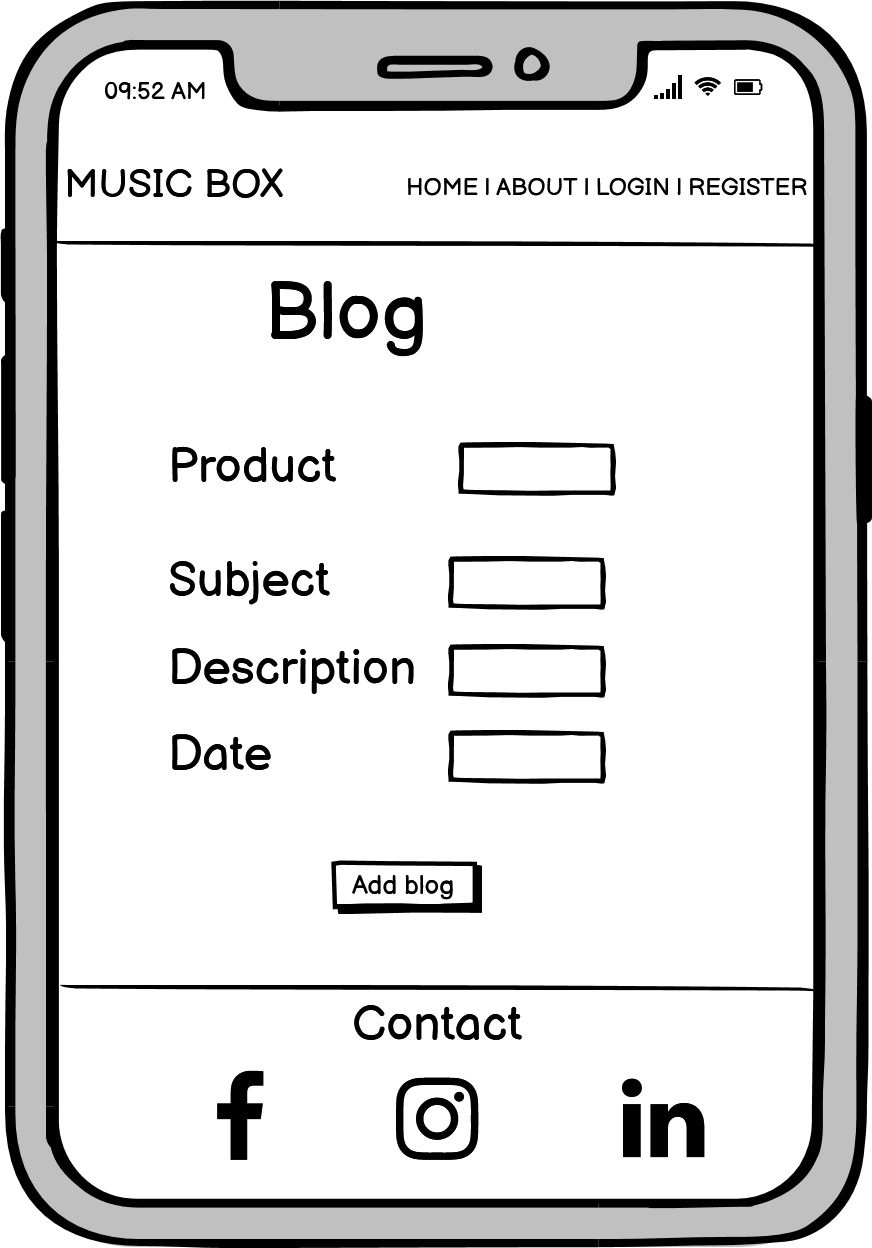 09:52 AM
MUSIC BOX
HOME | ABOUT | LOGIN | REGISTER
Blog
Product
Subject
Description
Date
Add blog
Contact
f
in